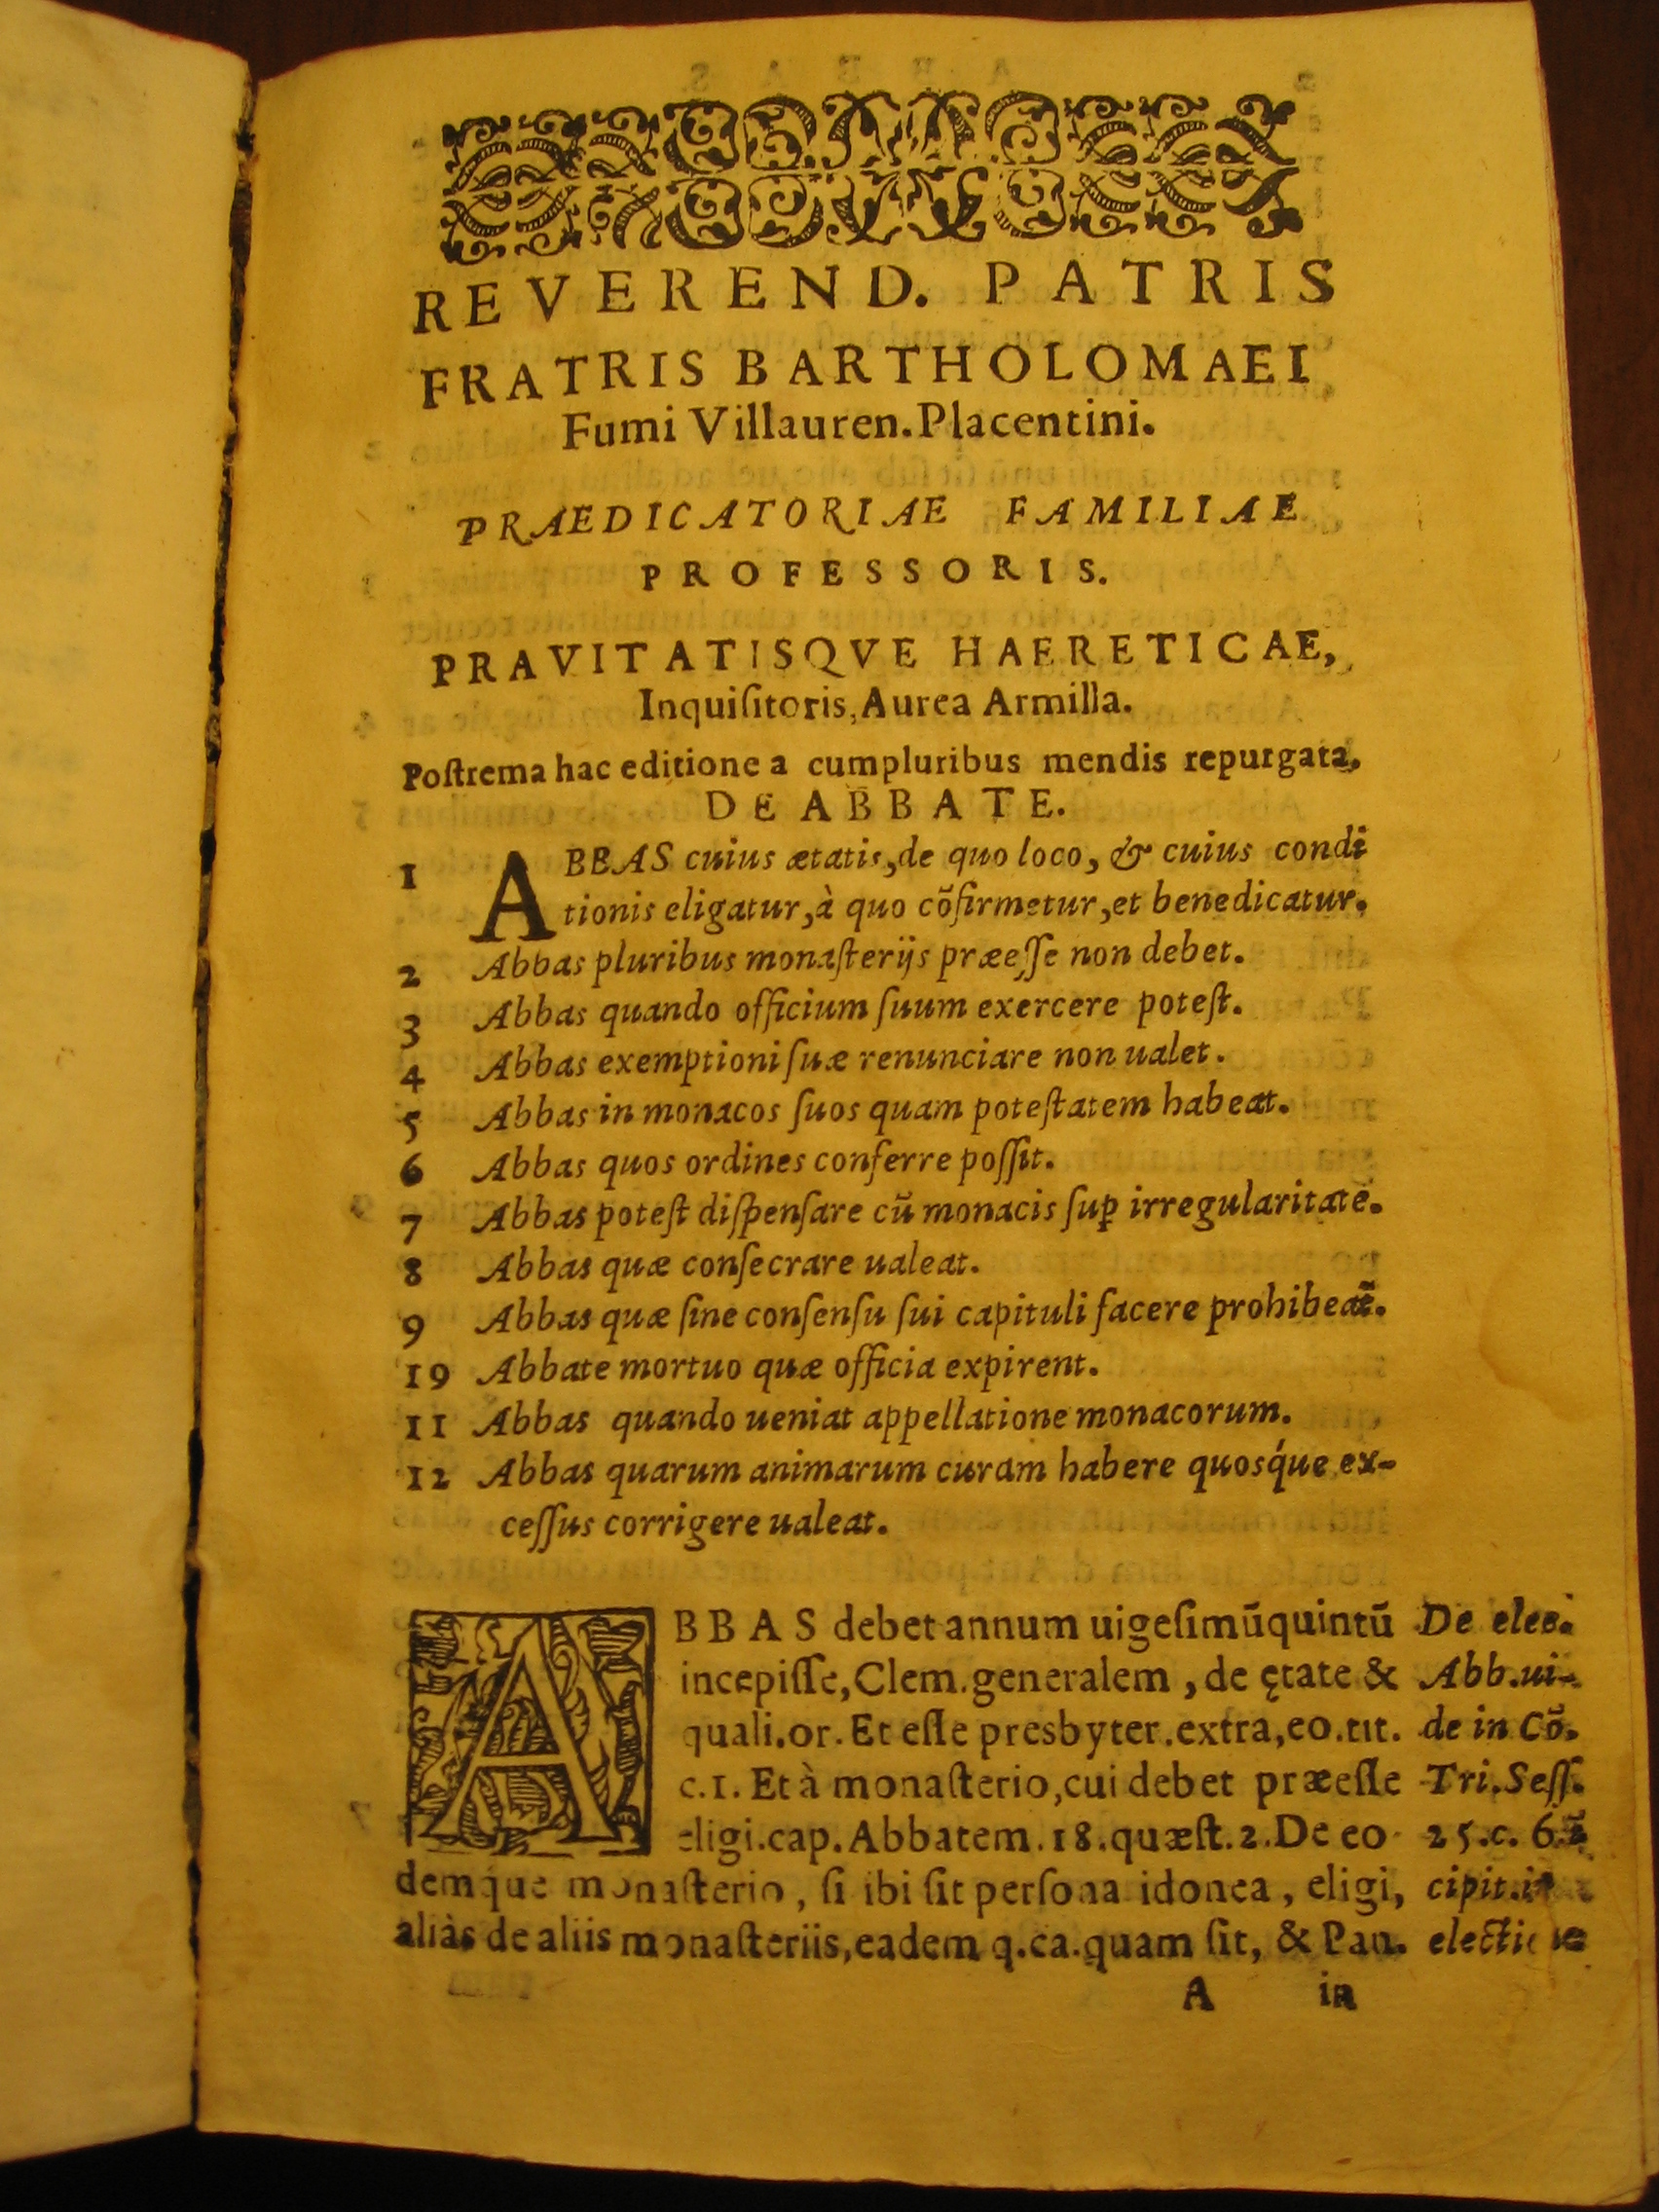 REVEREND. PATRIS
FRATRIS BARTHOLOMAEI
Fumi Villauren. Placentini.
PRAEDICATORIAE FAMILIAE
PROFESSORIS.
PRAVITATISQVE HAERETICAE,
Inquiſitoris, Aurea Armilla.
Poſtrema hac editione a cumpluribus mendis repurgata.
DE ABBATE.
1 ABBAS cuius ætatis, de quo loco, & cuius condi
tionis eligatur, à quo cõfirmetur, et benedicatur.
2 Abbas pluribus monaſterijs præeſſe non debet.
3 Abbas quando officium ſuum exercere poteſt.
4 Abbas exemptioni ſuæ renunciare non ualet.
5 Abbas in monacos ſuos quam poteſtatem habeat.
6 Abbas quos ordines conferre poſſit.
7 Abbas poteſt diſpenſare cũ monacis ſuꝑ irregularitate.
8 Abbas quæ conſecrare ualeat.
9 Abbas quæ ſine conſenſu ſui capituli facere
19 Abbate mortuo quæ officia expirent.
11 Abbas quando ueniat appellatione monacorum.
12 Abbas quarum animarum curam habere quosq́ue ex-
ceſſus corrigere ualeat.
ABBAS debet annum uigeſimũquintũ
incepiſſe, Clem. generalem, de ętate &
quali. or. Et eſſe presbyter. extra, eo. tit.
c. 1. Et à monaſterio, cui debet præeſſe
eligi. cap. Abbatem. 18. quæſt. 2. De eo
demq́ue monaſterio, ſi ibi ſit perſona idonea, eligi,
aliàs de aliis monaſteriis, eadem q. ca. quam ſit, & Pan.
De elec.
Abb. ui-
de in Cõ.
Tri. Seſſ.
25. c. 6.
cipit.
A in